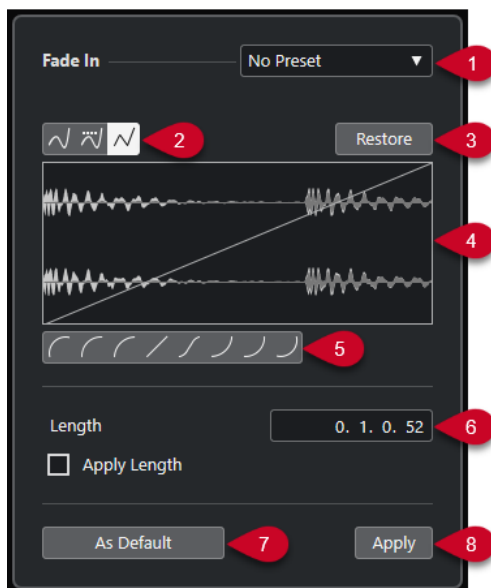 Fade In
No Preset
1
2
Restore
3
4
5
Length
0. 1. 0. 52
6
Apply Length
As Default
7
Apply
8